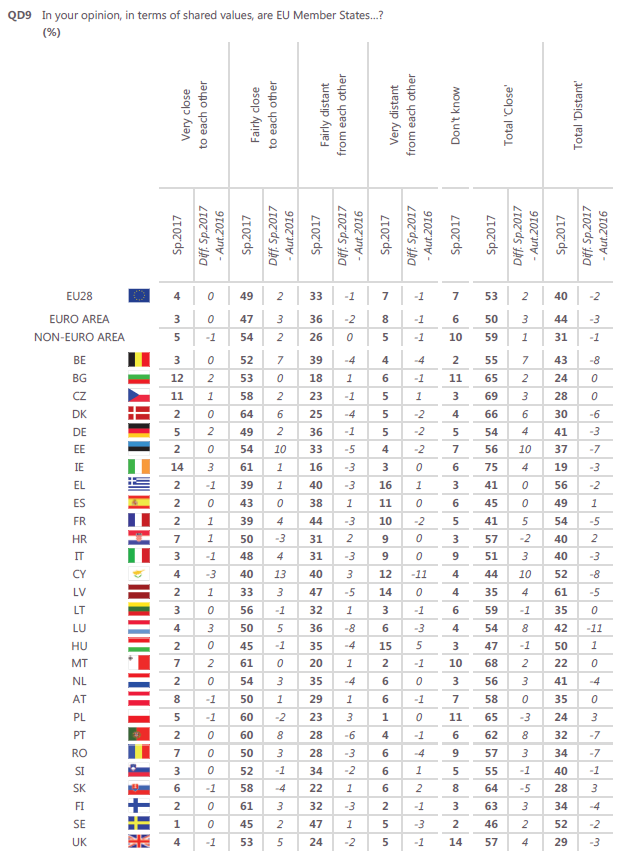 QD9 In your opinion, in terms of shared values, are EU Member States...?
(%)
Very close to each other
Fairly close to each other
Fairly distant from each other
Very distant from each other
Don't know
Total 'Close'
Total 'Distant'
Sp.2017 Diff. Sp.2017 - Aut.2016 Sp.2017 Diff. Sp.2017 - Aut.2016 Sp.2017 Diff. Sp.2017 - Aut.2016 Sp.2017 Diff. Sp.2017 - Aut.2016 Sp.2017 Sp.2017 Diff. Sp.2017 - Aut.2016 Sp.2017 Diff. Sp.2017 - Aut.2016
EU28 4 0 49 2 33 -1 7 -1 7 53 2 40 -2
EURO AREA 3 0 47 3 36 -2 8 -1 6 50 3 44 -3
NON-EURO AREA 5 -1 54 2 26 0 5 -1 10 59 1 31 -1
BE 3 0 52 7 39 -4 4 -4 2 55 7 43 -8
BG 12 2 53 0 18 1 6 -1 11 65 2 24 0
CZ 11 1 58 2 23 -1 5 1 3 69 3 28 0
DK 2 0 64 6 25 -4 5 -2 4 66 6 30 -6
DE 5 2 49 2 36 -1 5 -2 5 54 4 41 -3
EE 2 0 54 10 33 -5 4 -2 7 56 10 37 -7
IE 14 3 61 1 16 -3 3 0 6 75 4 19 -3
EL 2 -1 39 1 40 -3 16 1 3 41 0 56 -2
ES 2 0 43 0 38 1 11 0 6 45 0 49 1
FR 2 1 39 4 44 -3 10 -2 5 41 5 54 -5
HR 7 1 50 -3 31 2 9 0 3 57 -2 40 2
IT 3 -1 48 4 31 -3 9 0 9 51 3 40 -3
CY 4 -3 40 13 40 3 12 -11 4 44 10 52 -8
LV 2 1 33 3 47 -5 14 0 4 35 4 61 -5
LT 3 0 56 -1 32 1 3 -1 6 59 -1 35 0
LU 4 3 50 5 36 -8 6 -3 4 54 8 42 -11
HU 2 0 45 -1 35 -4 15 5 3 47 -1 50 1
MT 7 2 61 0 20 1 2 -1 10 68 2 22 0
NL 2 0 54 3 35 -4 6 0 3 56 3 41 -4
AT 8 -1 50 1 29 1 6 -1 7 58 0 35 0
PL 5 -1 60 -2 23 3 1 0 11 65 -3 24 3
PT 2 0 60 8 28 -6 4 -1 6 62 8 32 -7
RO 7 0 50 3 28 -3 6 -4 9 57 3 34 -7
SI 3 0 52 -1 34 -2 6 1 5 55 -1 40 -1
SK 6 -1 58 -4 22 1 6 2 8 64 -5 28 3
FI 2 0 61 3 32 -3 2 -1 3 63 3 34 -4
SE 1 0 45 2 47 1 5 -3 2 46 2 52 -2
UK 4 -1 53 5 24 -2 5 -1 14 57 4 29 -3